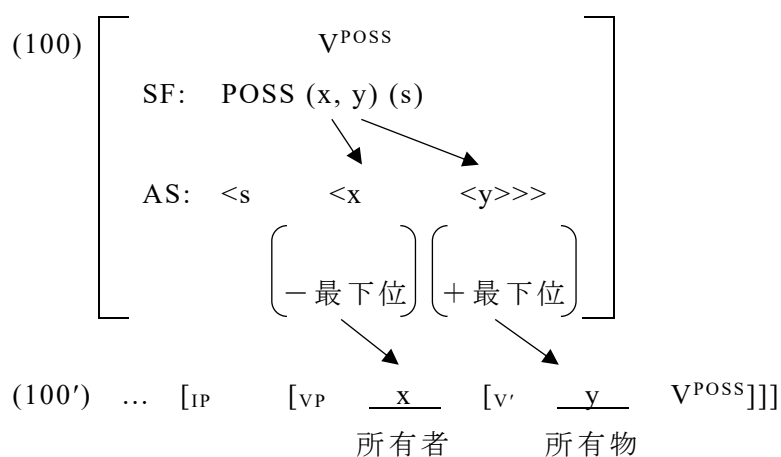 (100) V^POSS
SF: POSS (x, y) (s)
AS: <s <x <y>>>
－最下位 ＋最下位
(100′) … [IP [VP x [V′ y V^POSS]]]
所有者 所有物